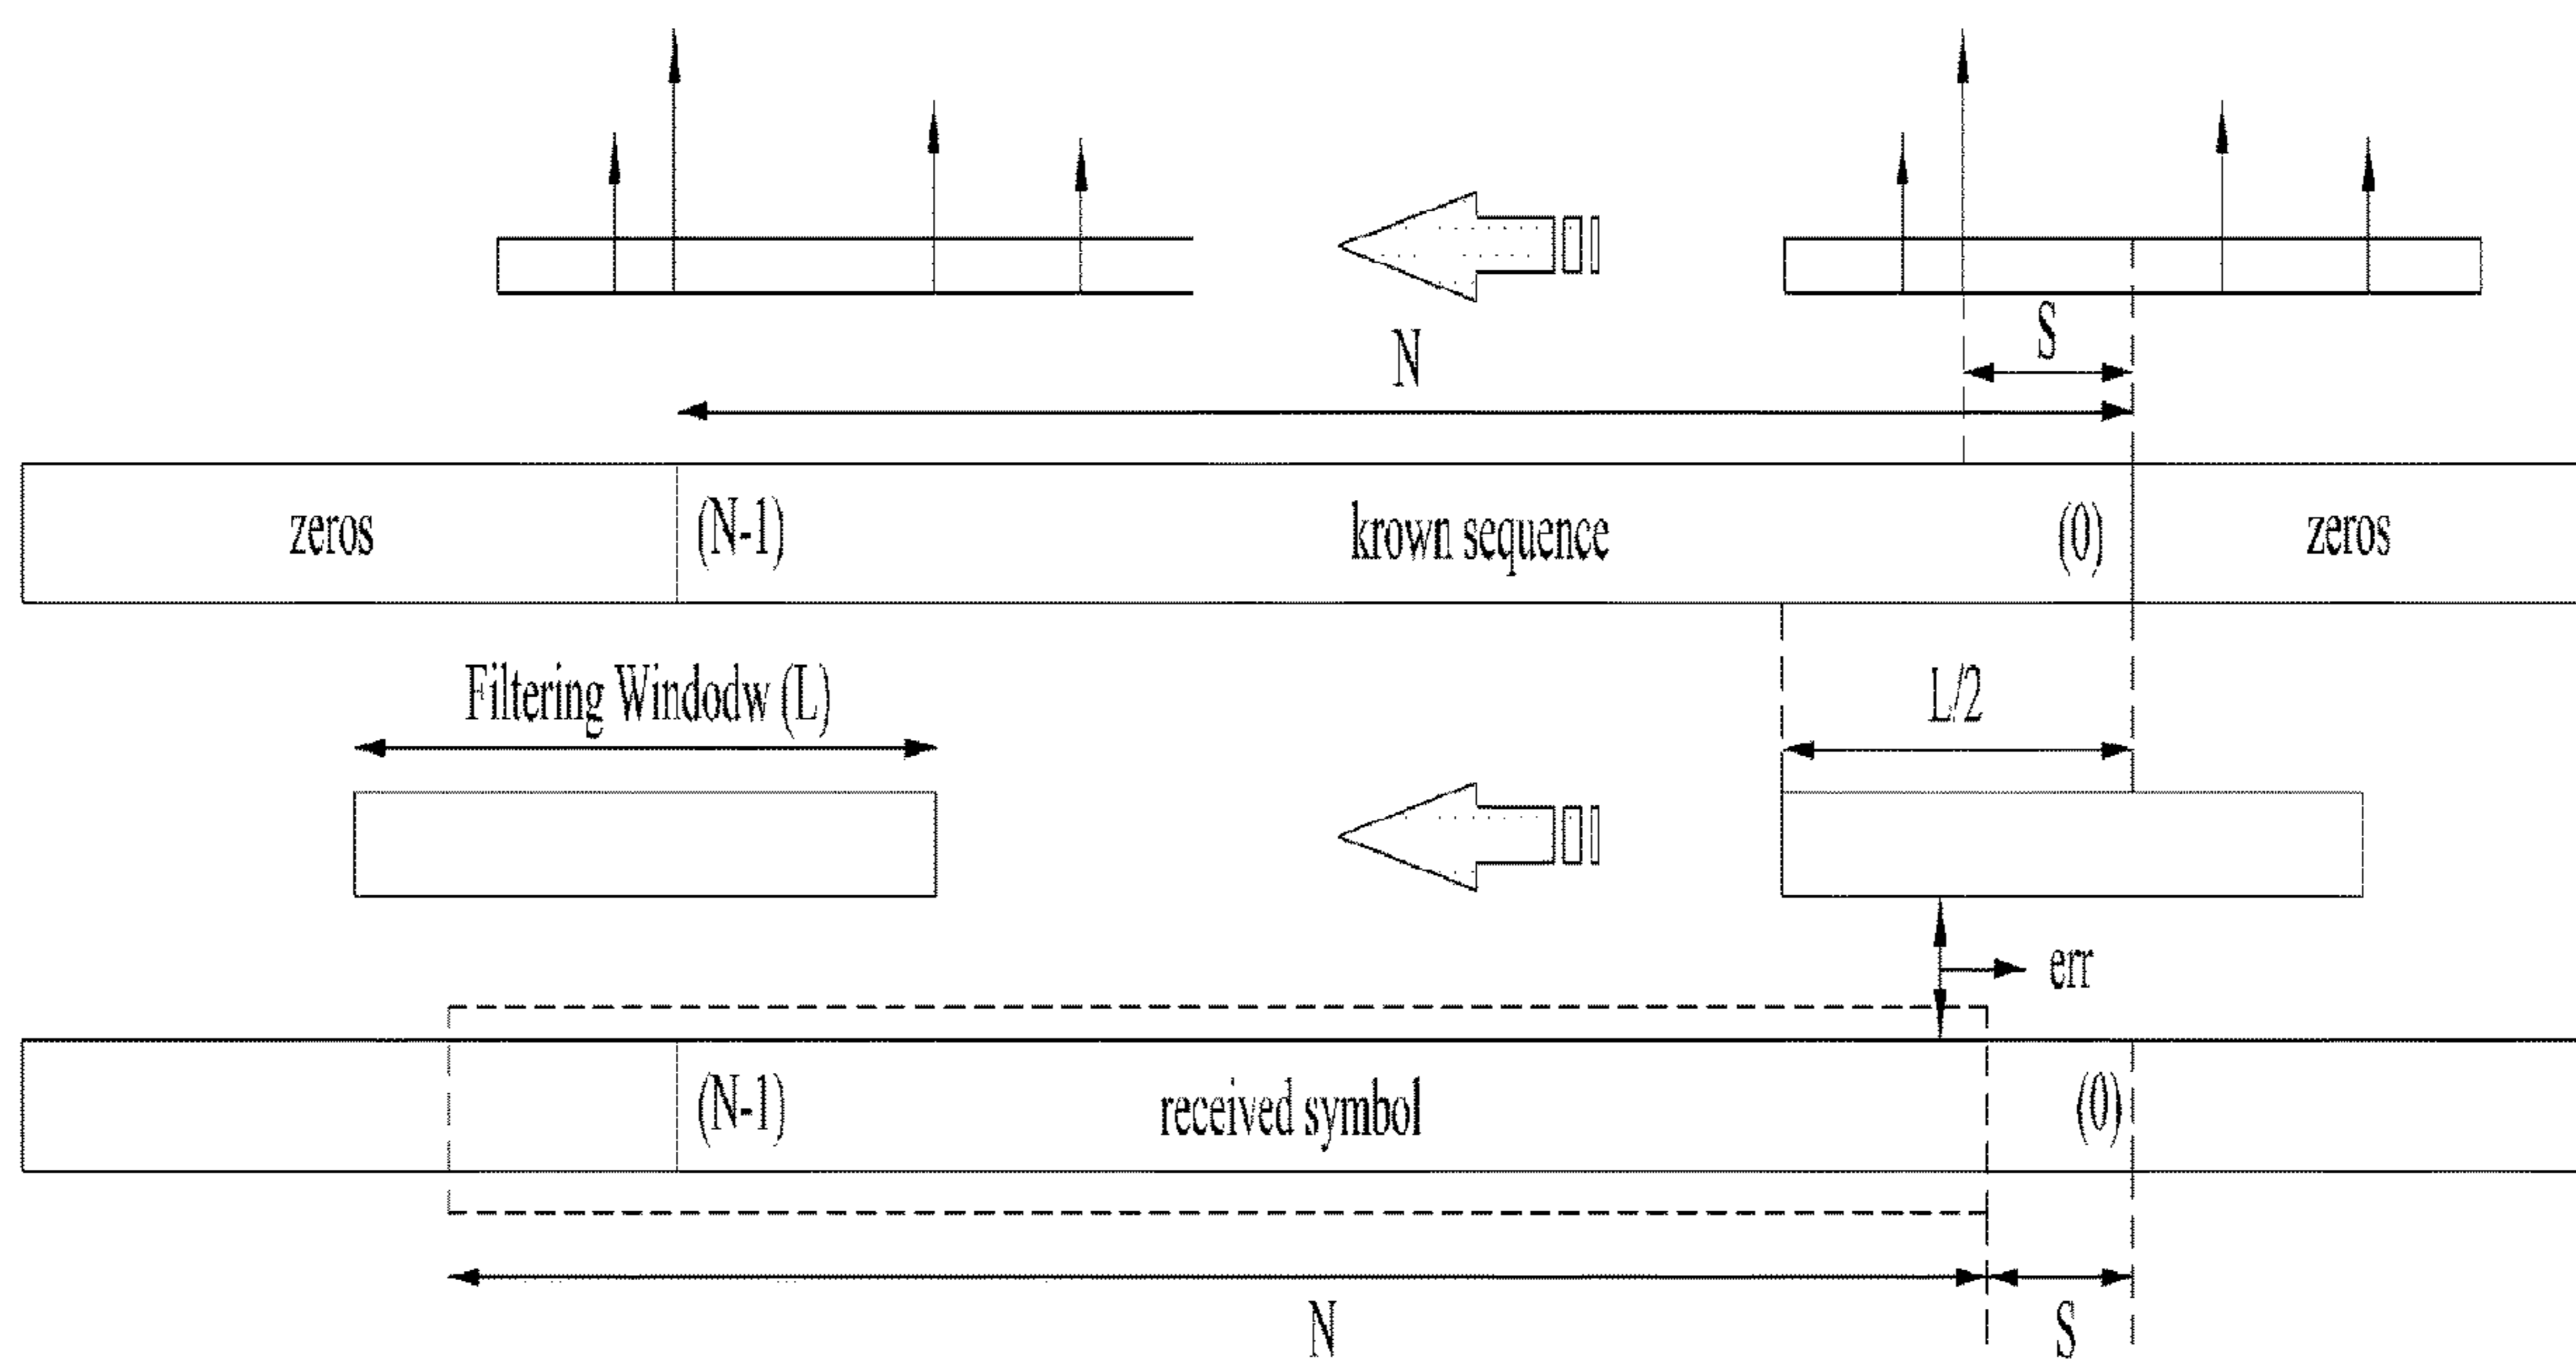 S
N
zeros (N-1) krown sequence (0) zeros
Filtering Windodw (L) L/2
err
(N-1) received symbol (0)
N S